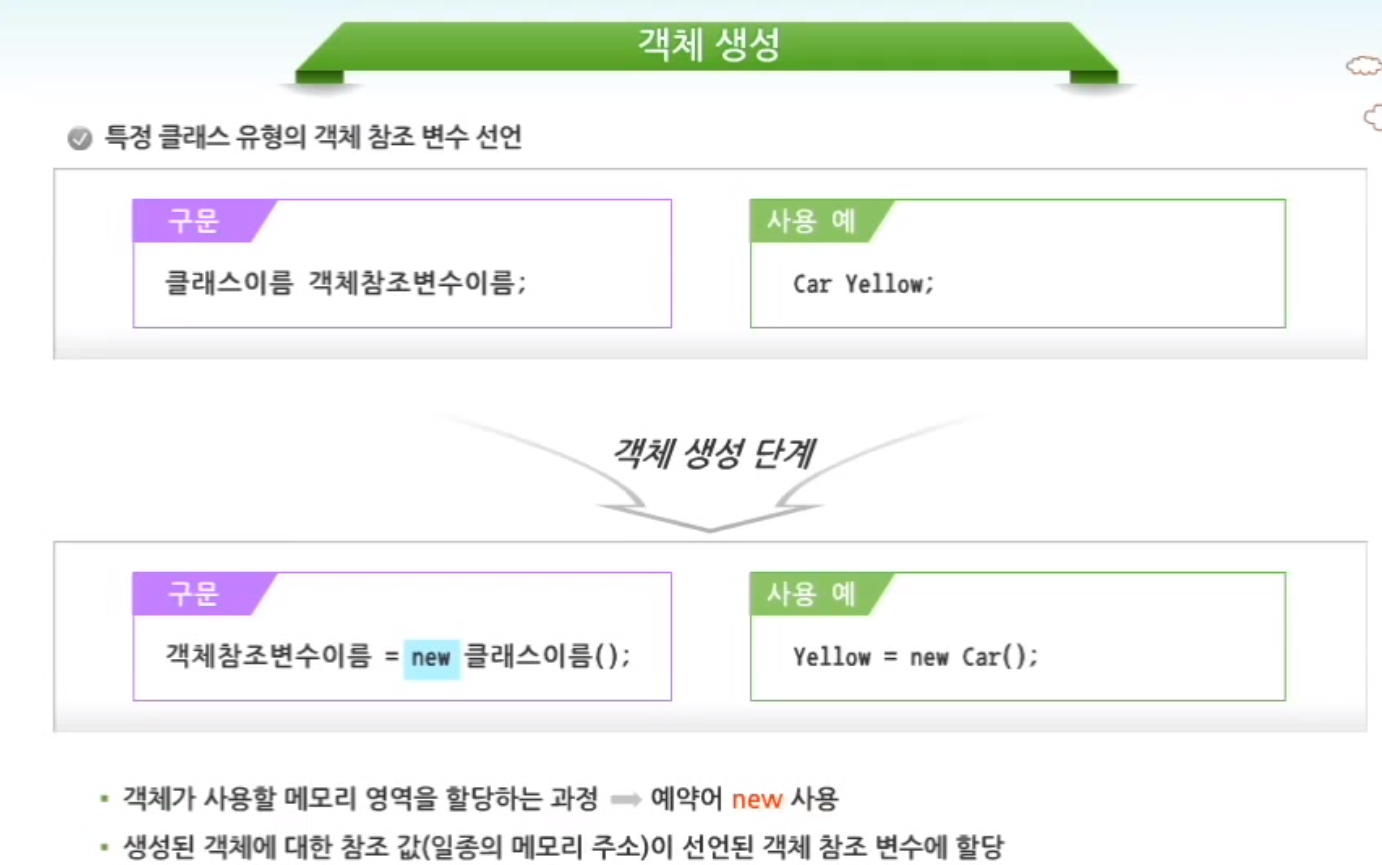 객체 생성
특정 클래스 유형의 객체 참조 변수 선언
구문
클래스이름 객체참조변수이름;
사용 예
Car Yellow;
객체 생성 단계
구문
객체참조변수이름 = new 클래스이름();
사용 예
Yellow = new Car();
▪ 객체가 사용할 메모리 영역을 할당하는 과정 ➡ 예약어 new 사용
▪ 생성된 객체에 대한 참조 값(일종의 메모리 주소)이 선언된 객체 참조 변수에 할당